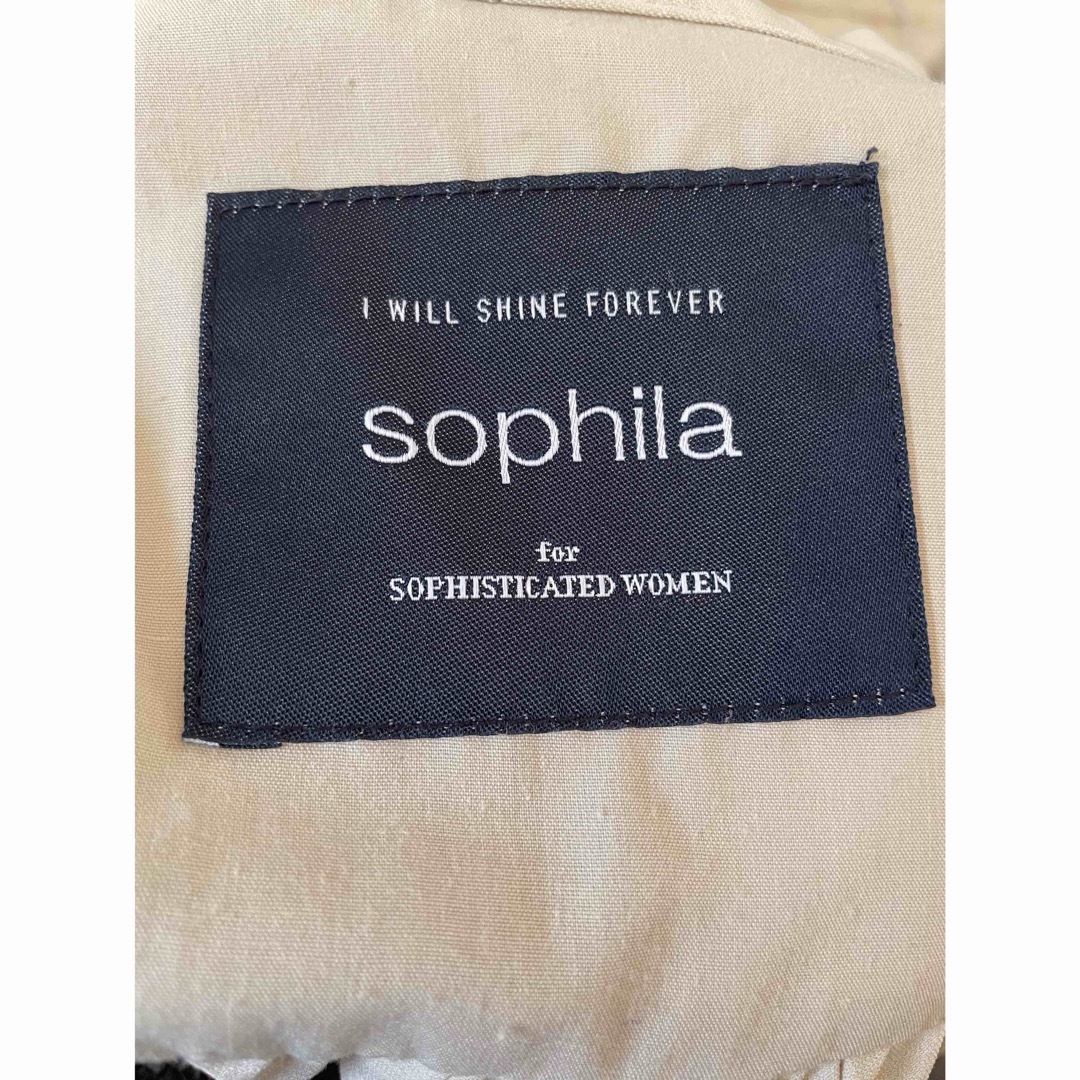 I WILL SHINE FOREVER
sophila
for
SOPHISTICATED WOMEN